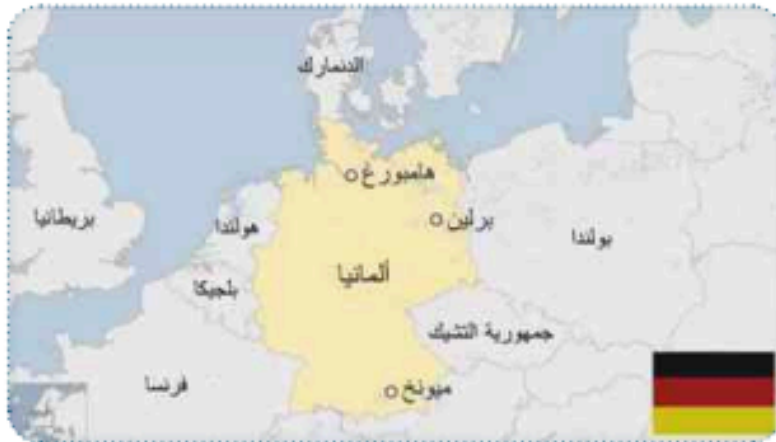 الدنمارك
هامبورغ
بريطانيا
هولندا
برلين
بولندا
ألمانيا
بلجيكا
جمهورية التشيك
فرنسا
ميونخ